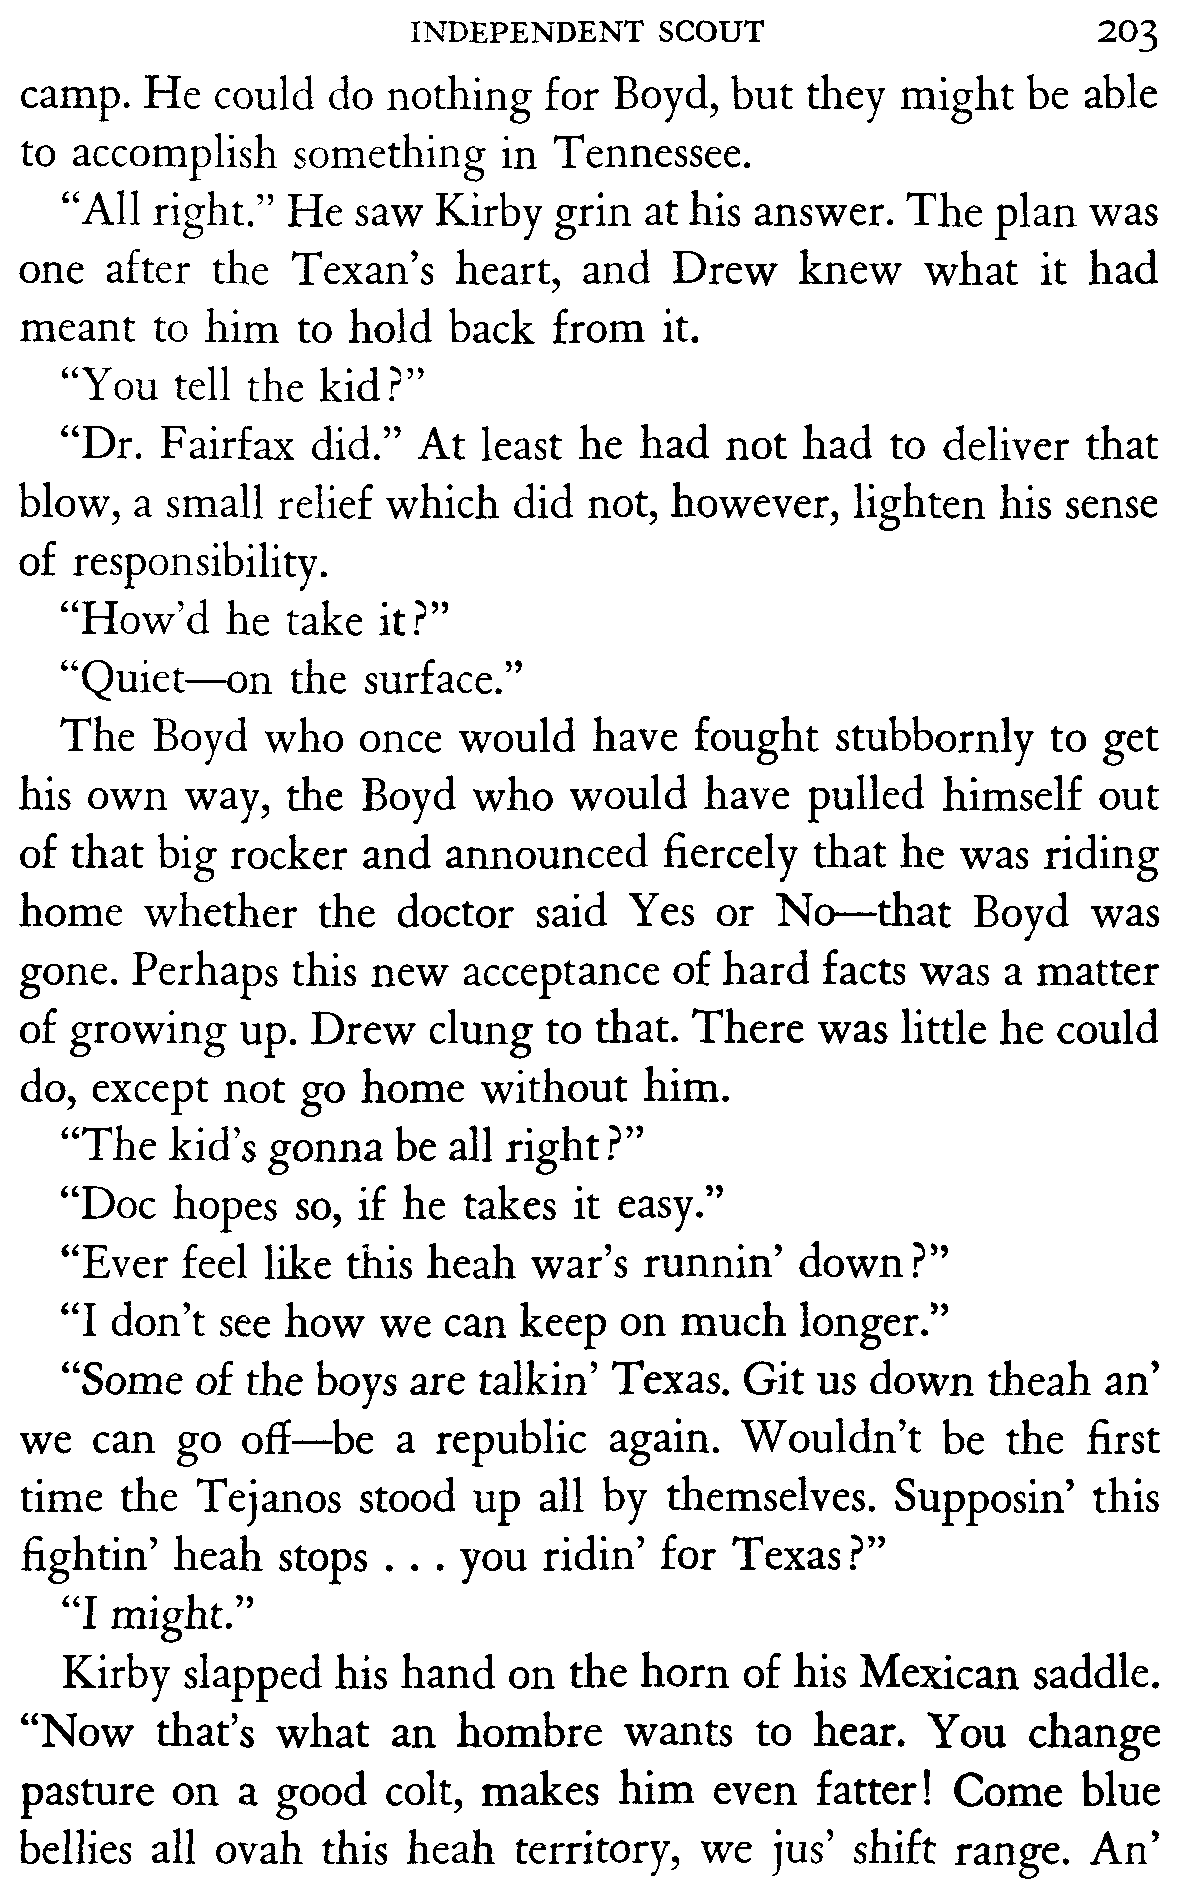 INDEPENDENT SCOUT 203
camp. He could do nothing for Boyd, but they might be able
to accomplish something in Tennessee.
“All right.” He saw Kirby grin at his answer. The plan was
one after the Texan’s heart, and Drew knew what it had
meant to him to hold back from it.
“You tell the kid?”
“Dr. Fairfax did.” At least he had not had to deliver that
blow, a small relief which did not, however, lighten his sense
of responsibility.
“How’d he take it?”
“Quiet—on the surface.”
The Boyd who once would have fought stubbornly to get
his own way, the Boyd who would have pulled himself out
of that big rocker and announced fiercely that he was riding
home whether the doctor said Yes or No—that Boyd was
gone. Perhaps this new acceptance of hard facts was a matter
of growing up. Drew clung to that. There was little he could
do, except not go home without him.
“The kid’s gonna be all right?”
“Doc hopes so, if he takes it easy.”
“Ever feel like this heah war’s runnin’ down?”
“I don’t see how we can keep on much longer.”
“Some of the boys are talkin’ Texas. Git us down theah an’
we can go off—be a republic again. Wouldn’t be the first
time the Tejanos stood up all by themselves. Supposin’ this
fightin’ heah stops . . . you ridin’ for Texas?”
“I might.”
Kirby slapped his hand on the horn of his Mexican saddle.
“Now that’s what an hombre wants to hear. You change
pasture on a good colt, makes him even fatter! Come blue
bellies all ovah this heah territory, we jus’ shift range. An’